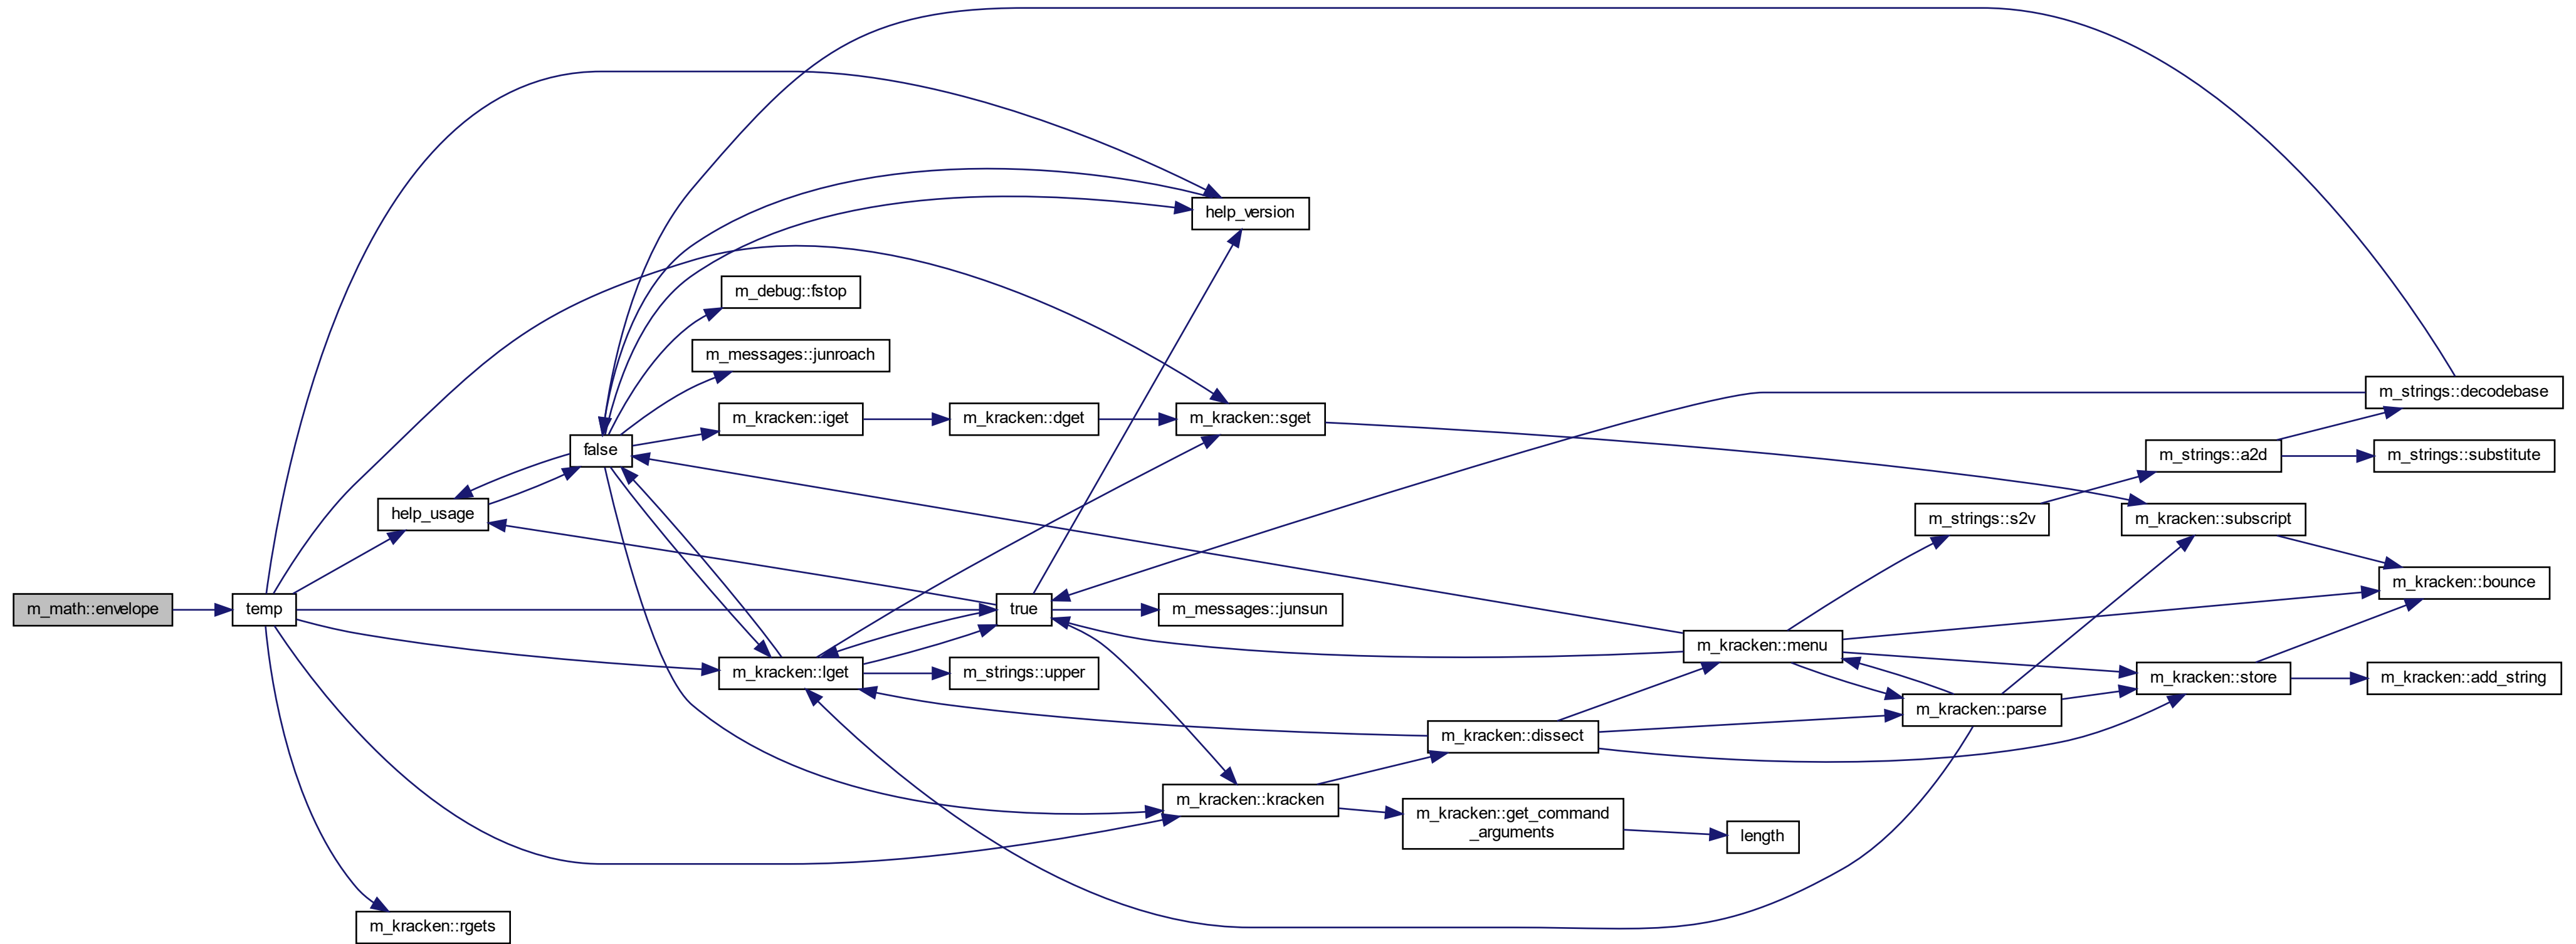 help_version
m_debug::fstop
m_messages::junroach
m_strings::decodebase
m_kracken::iget
m_kracken::dget
m_kracken::sget
false
m_strings::a2d
m_strings::substitute
help_usage
m_strings::s2v
m_kracken::subscript
m_kracken::bounce
m_math::envelope
temp
true
m_messages::junsun
m_kracken::menu
m_kracken::lget
m_strings::upper
m_kracken::store
m_kracken::add_string
m_kracken::parse
m_kracken::dissect
m_kracken::kracken
m_kracken::get_command
_arguments
length
m_kracken::rgets